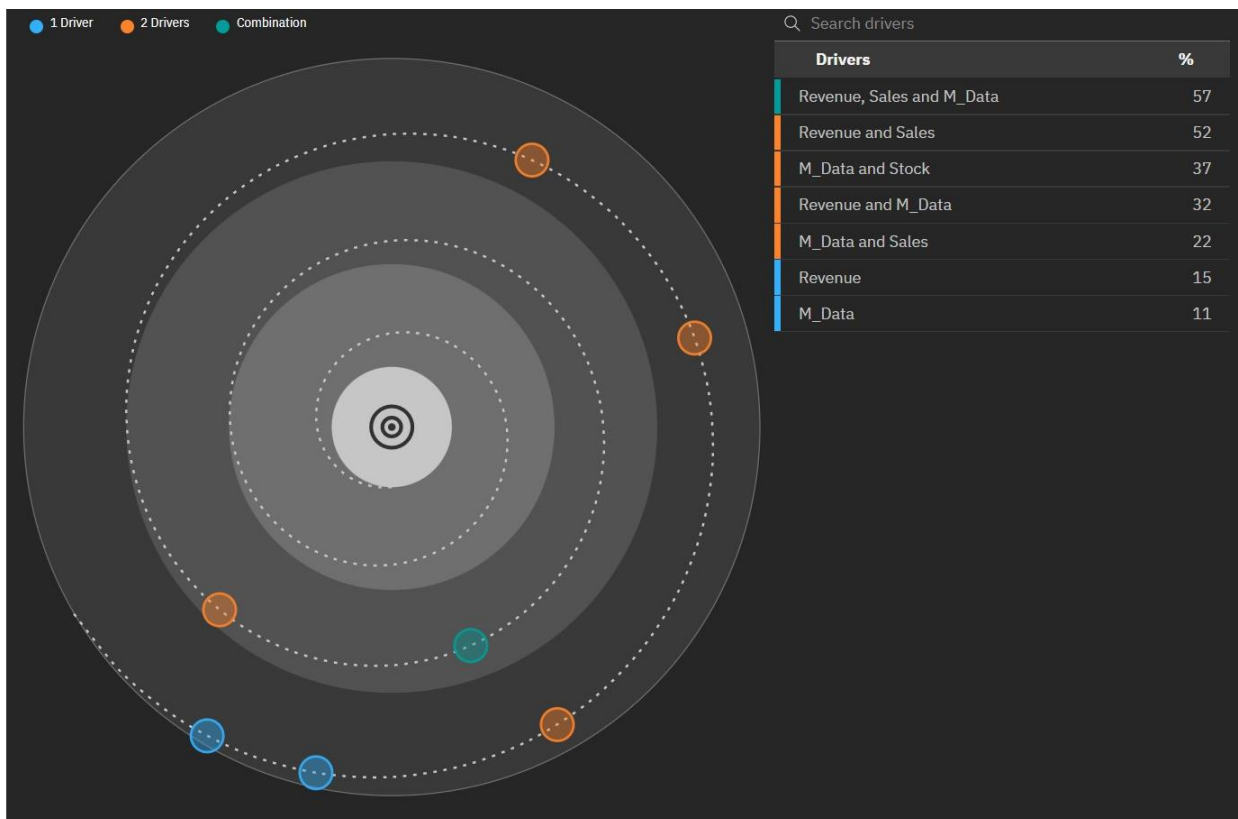 1 Driver 2 Drivers Combination
Search drivers
Drivers %
Revenue, Sales and M_Data 57
Revenue and Sales 52
M_Data and Stock 37
Revenue and M_Data 32
M_Data and Sales 22
Revenue 15
M_Data 11